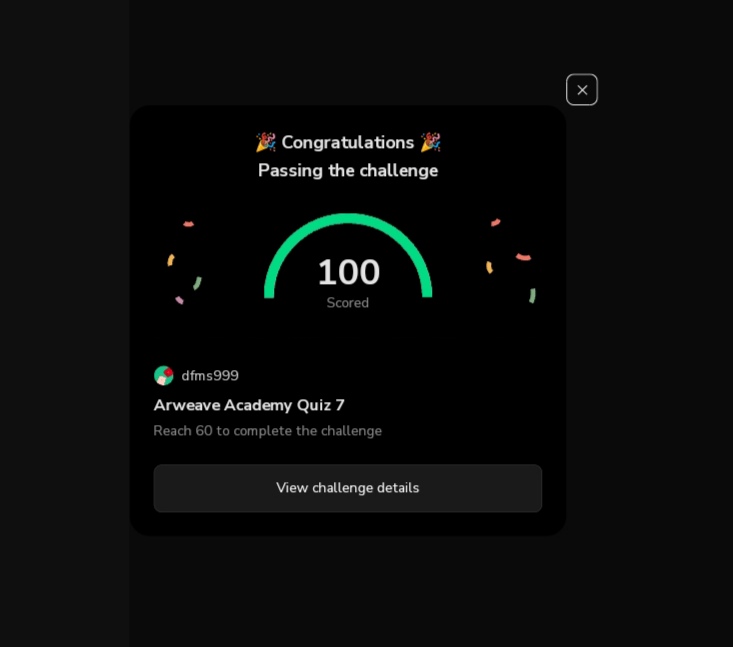 🎉 Congratulations 🎉
Passing the challenge
100
Scored
dfms999
Arweave Academy Quiz 7
Reach 60 to complete the challenge
View challenge details